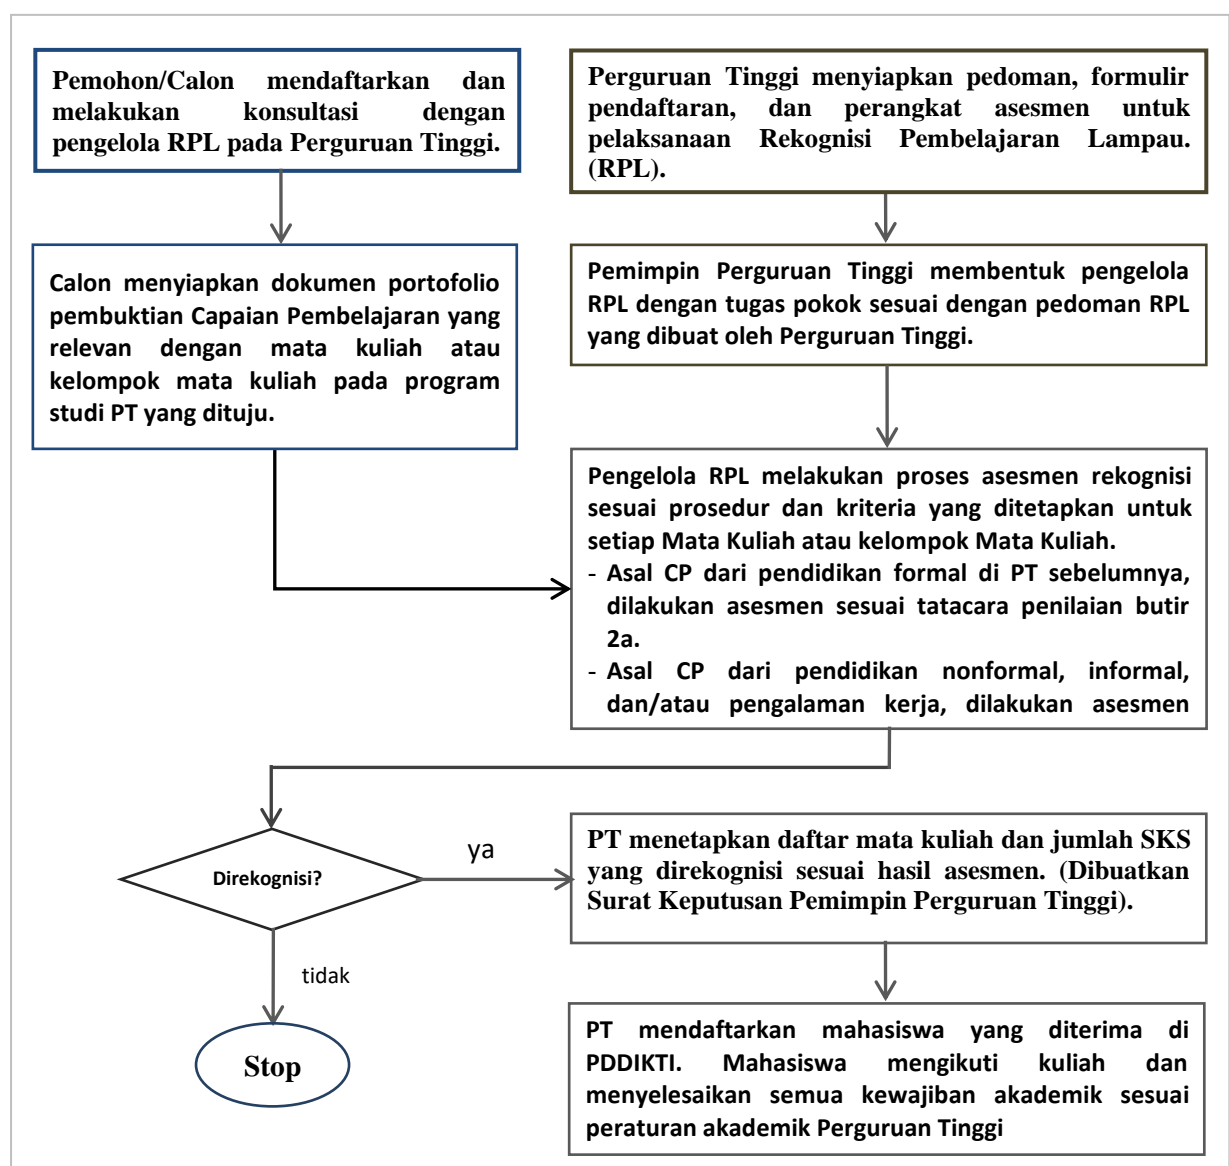 Pemohon/Calon mendaftarkan dan
melakukan konsultasi dengan
pengelola RPL pada Perguruan Tinggi.
Perguruan Tinggi menyiapkan pedoman, formulir
pendaftaran, dan perangkat asesmen untuk
pelaksanaan Rekognisi Pembelajaran Lampau.
(RPL).
Calon menyiapkan dokumen portofolio
pembuktian Capaian Pembelajaran yang
relevan dengan mata kuliah atau
kelompok mata kuliah pada program
studi PT yang dituju.
Pemimpin Perguruan Tinggi membentuk pengelola
RPL dengan tugas pokok sesuai dengan pedoman RPL
yang dibuat oleh Perguruan Tinggi.
Pengelola RPL melakukan proses asesmen rekognisi
sesuai prosedur dan kriteria yang ditetapkan untuk
setiap Mata Kuliah atau kelompok Mata Kuliah.
- Asal CP dari pendidikan formal di PT sebelumnya,
dilakukan asesmen sesuai tatacara penilaian butir
2a.
- Asal CP dari pendidikan nonformal, informal,
dan/atau pengalaman kerja, dilakukan asesmen
Direkognisi?
ya
PT menetapkan daftar mata kuliah dan jumlah SKS
yang direkognisi sesuai hasil asesmen. (Dibuatkan
Surat Keputusan Pemimpin Perguruan Tinggi).
tidak
Stop
PT mendaftarkan mahasiswa yang diterima di
PDDIKTI. Mahasiswa mengikuti kuliah dan
menyelesaikan semua kewajiban akademik sesuai
peraturan akademik Perguruan Tinggi